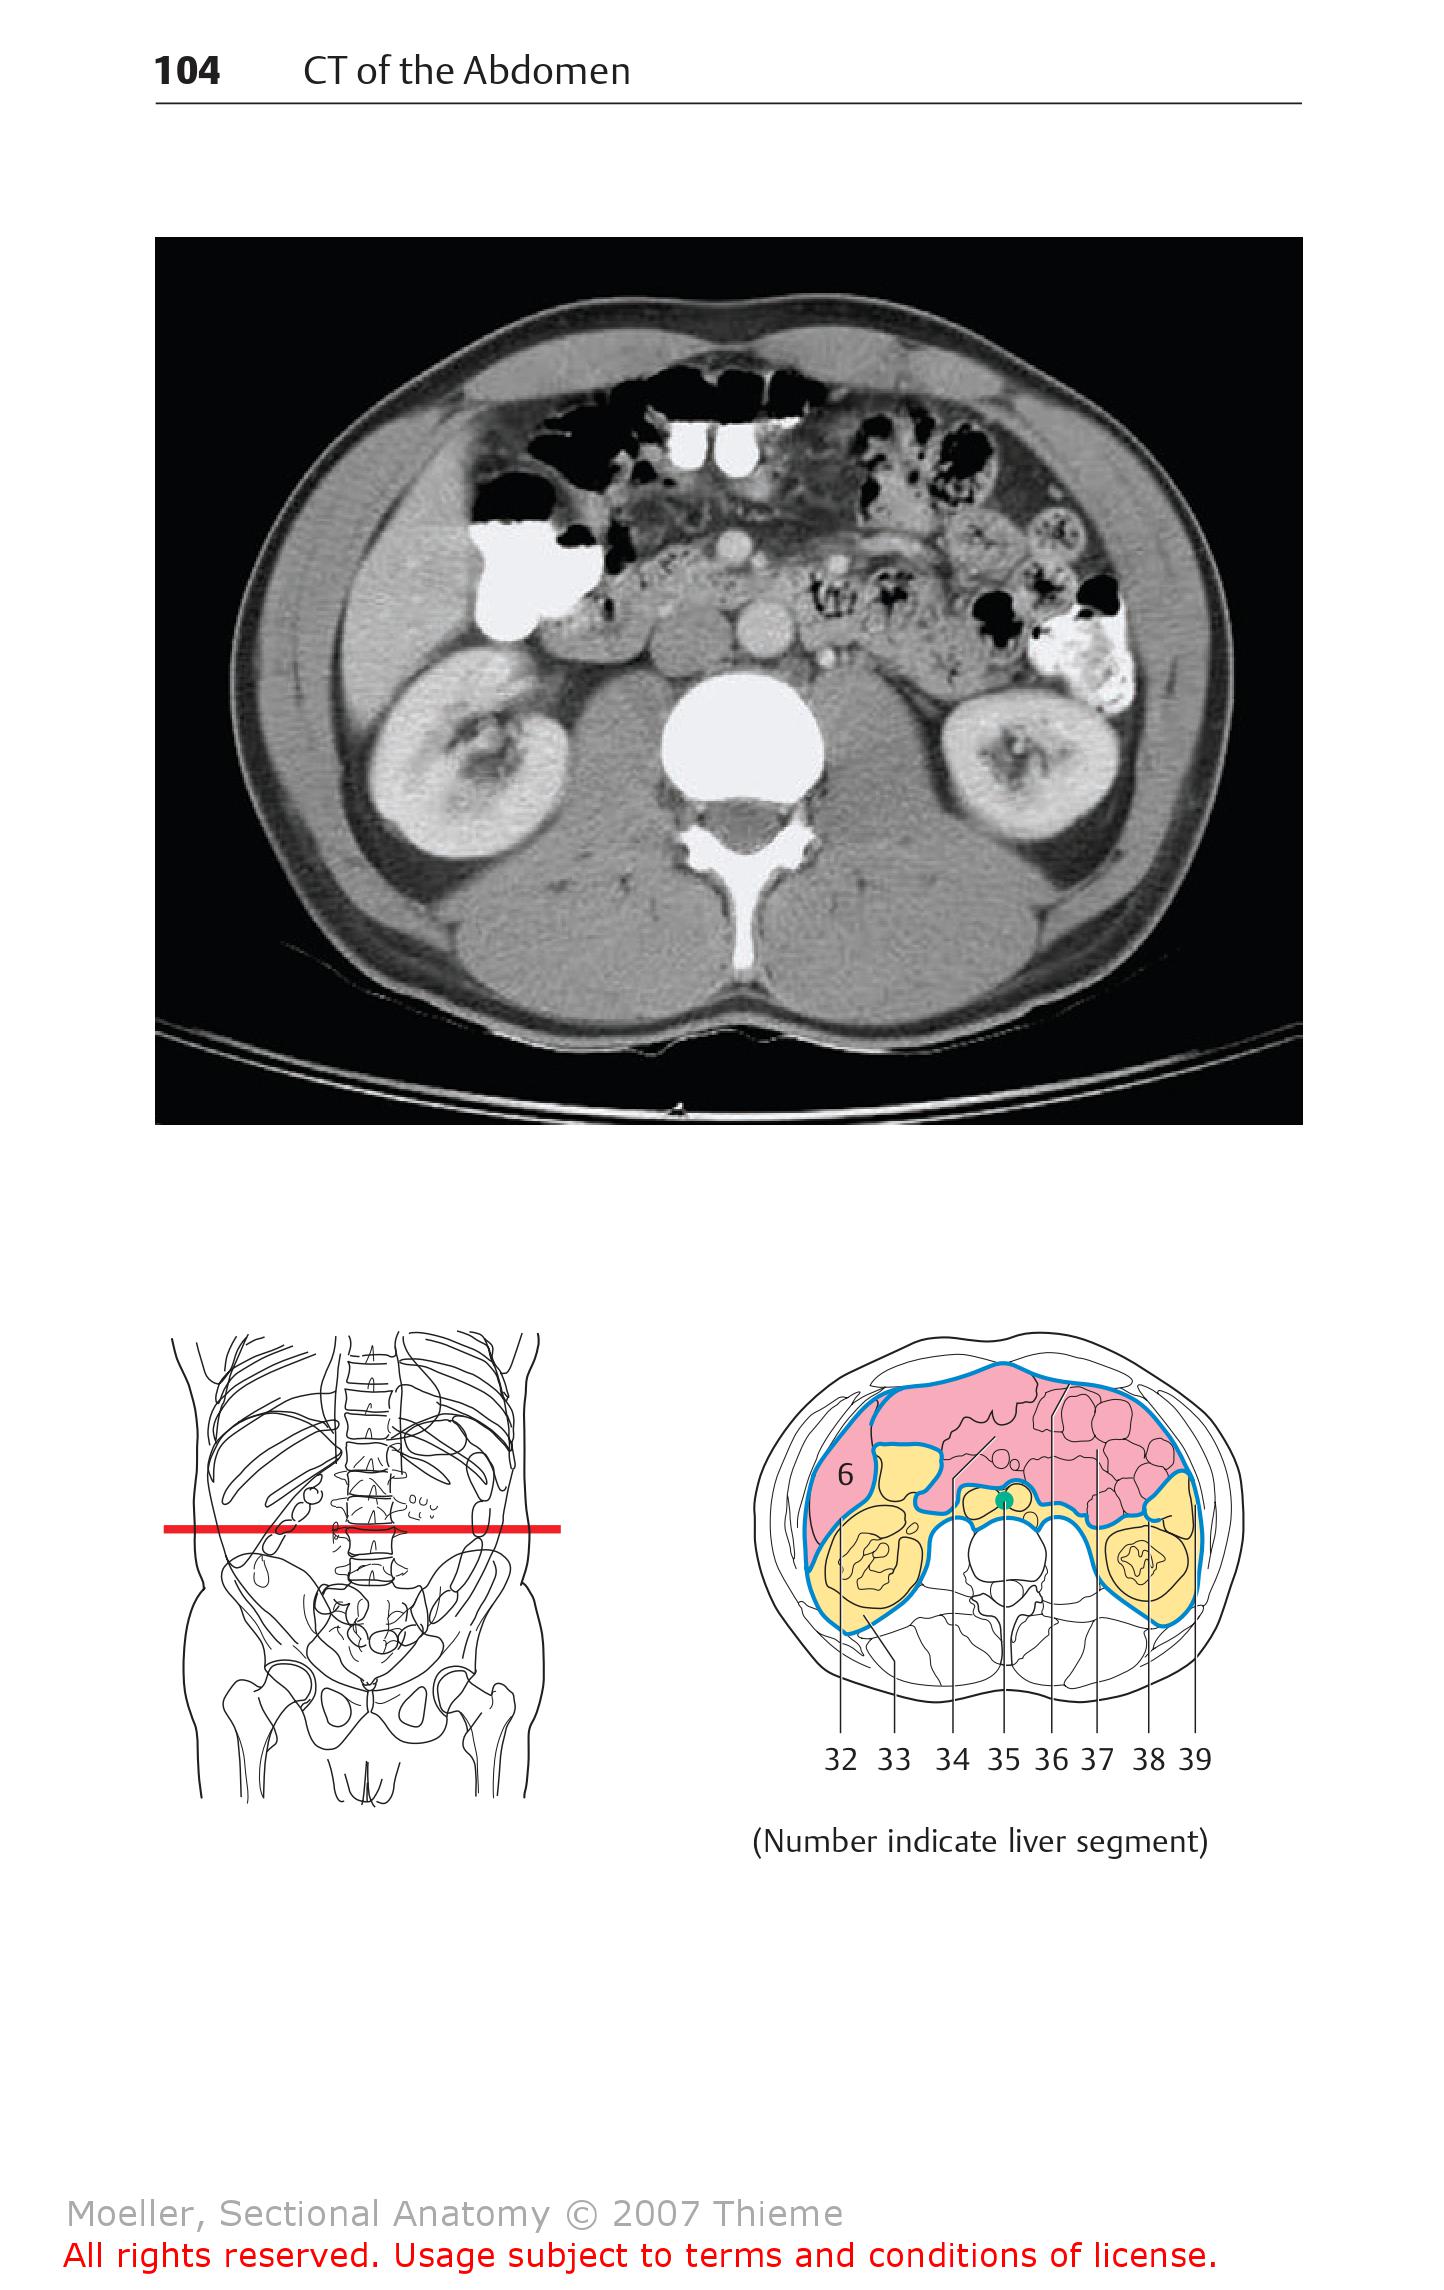 104 CT of the Abdomen
6
32 33 34 35 36 37 38 39
(Number indicate liver segment)
Moeller, Sectional Anatomy © 2007 Thieme
All rights reserved. Usage subject to terms and conditions of license.